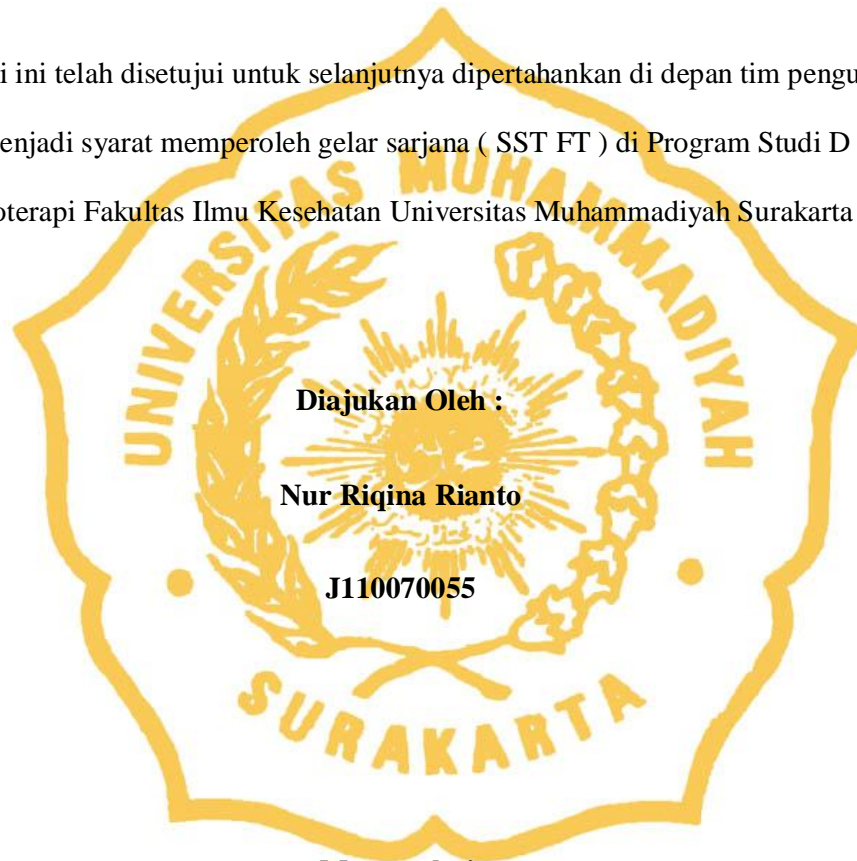 i ini telah disetujui untuk selanjutnya dipertahankan di depan tim pengu
enjadi syarat memperoleh gelar sarjana ( SST FT ) di Program Studi D
oterapi Fakultas Ilmu Kesehatan Universitas Muhammadiyah Surakarta
UNIVERSITAS MUHAMMADIYAH
Diajukan Oleh :
Nur Riqina Rianto
J110070055
SURAKARTA